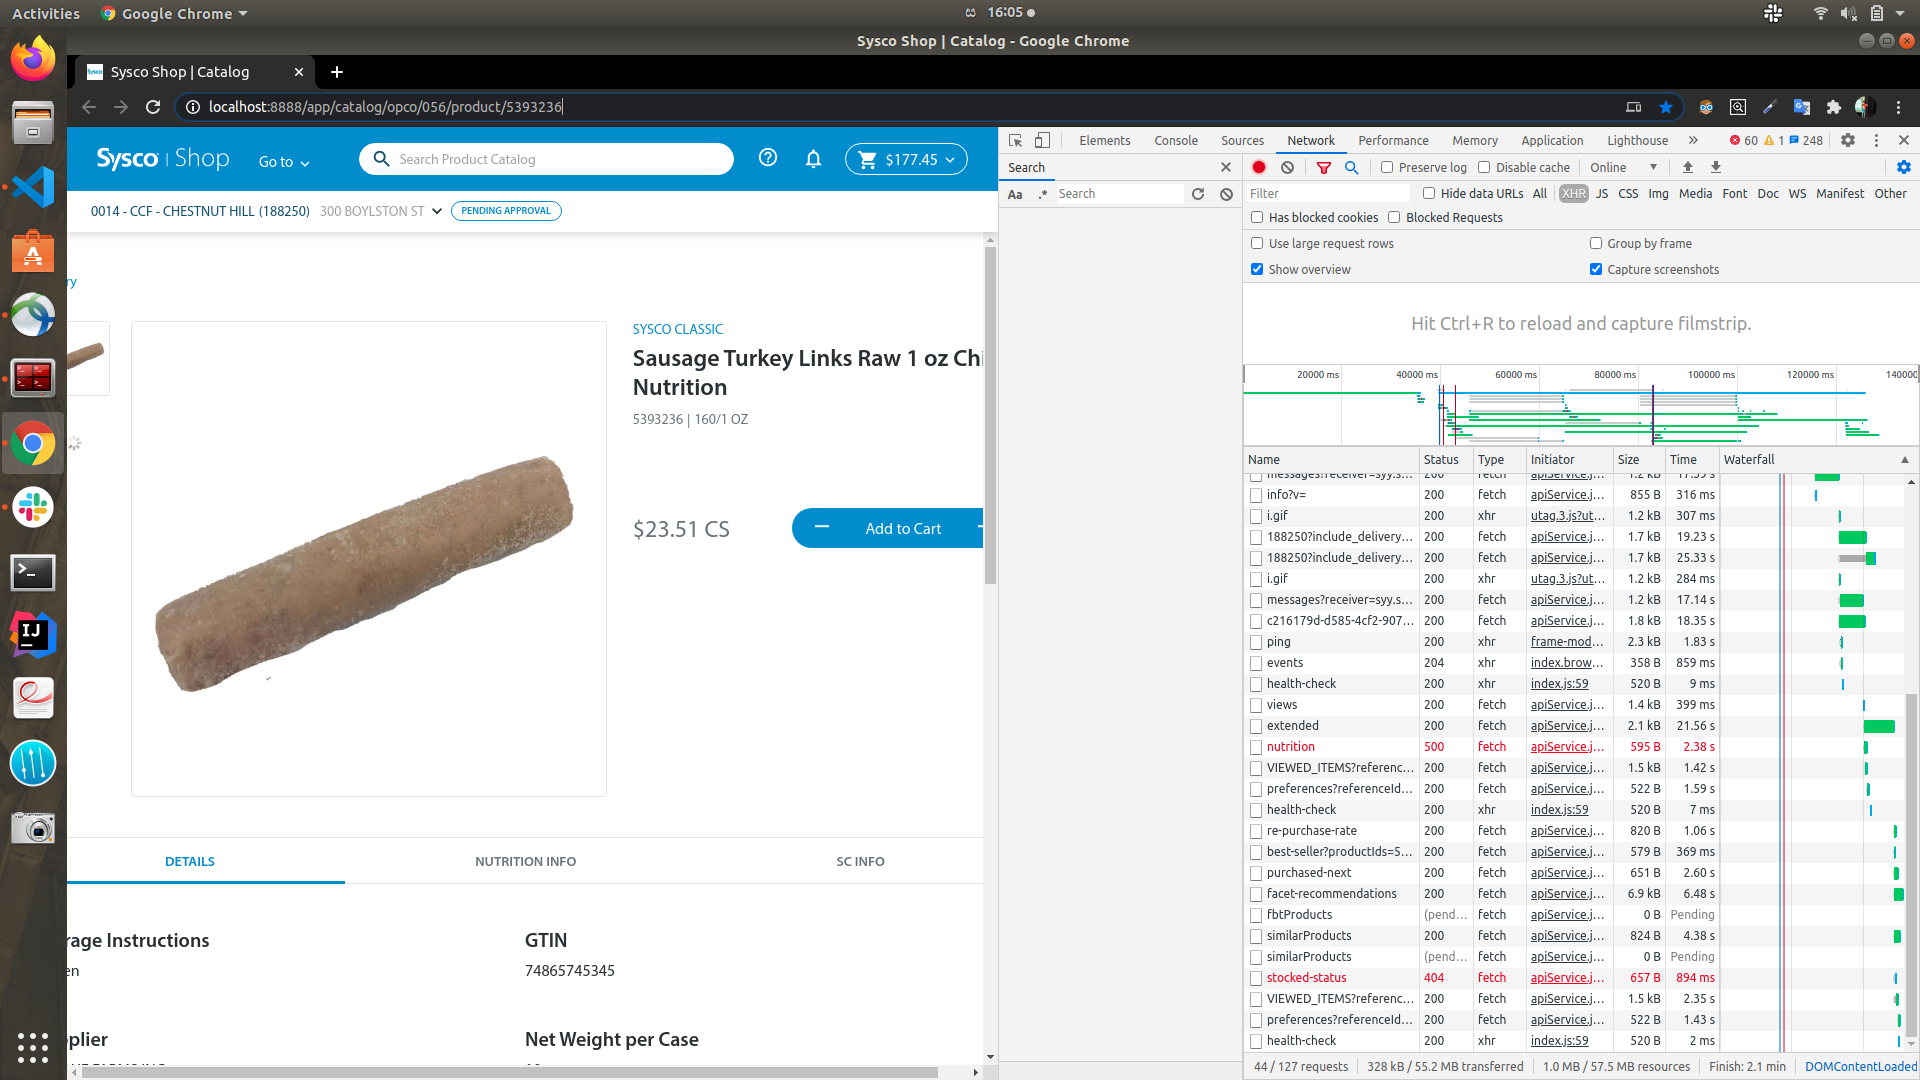 Activities
Google Chrome
16:05
Sysco Shop | Catalog - Google Chrome
Sysco Shop | Catalog
localhost:8888/app/catalog/opco/056/product/5393236
Sysco | Shop
Go to
Search Product Catalog
$177.45
0014 - CCF - CHESTNUT HILL (188250) 300 BOYLSTON ST
PENDING APPROVAL
ry
SYSCO CLASSIC
Sausage Turkey Links Raw 1 oz Chi
Nutrition
5393236 | 160/1 OZ
$23.51 CS
Add to Cart
DETAILS
NUTRITION INFO
SC INFO
rage Instructions
en
GTIN
74865745345
plier
Net Weight per Case
Elements Console Sources Network Performance Memory Application Lighthouse
60 1 248
Search
Aa .* Search
Preserve log Disable cache Online
Filter Hide data URLs All XHR JS CSS Img Media Font Doc WS Manifest Other
Has blocked cookies Blocked Requests
Use large request rows Group by frame
Show overview Capture screenshots
Hit Ctrl+R to reload and capture filmstrip.
20000 ms 40000 ms 60000 ms 80000 ms 100000 ms 120000 ms 140000
Name Status Type Initiator Size Time Waterfall
messages?receiver=syy.s... 200 fetch apiService.j... 1.2 kB 17.59 s
info?v= 200 fetch apiService.j... 855 B 316 ms
i.gif 200 xhr utag.3.js?ut... 1.2 kB 307 ms
188250?include_delivery... 200 fetch apiService.j... 1.7 kB 19.23 s
188250?include_delivery... 200 fetch apiService.j... 1.7 kB 25.33 s
i.gif 200 xhr utag.3.js?ut... 1.2 kB 284 ms
messages?receiver=syy.s... 200 fetch apiService.j... 1.2 kB 17.14 s
c216179d-d585-4cf2-907... 200 fetch apiService.j... 1.8 kB 18.35 s
ping 200 xhr frame-mod... 2.3 kB 1.83 s
events 204 xhr index.brow... 358 B 859 ms
health-check 200 xhr index.js:59 520 B 9 ms
views 200 fetch apiService.j... 1.4 kB 399 ms
extended 200 fetch apiService.j... 2.1 kB 21.56 s
nutrition 500 fetch apiService.j... 595 B 2.38 s
VIEWED_ITEMS?referenc... 200 fetch apiService.j... 1.5 kB 1.42 s
preferences?referenceId... 200 fetch apiService.j... 522 B 1.59 s
health-check 200 xhr index.js:59 520 B 7 ms
re-purchase-rate 200 fetch apiService.j... 820 B 1.06 s
best-seller?productIds=5... 200 fetch apiService.j... 579 B 369 ms
purchased-next 200 fetch apiService.j... 651 B 2.60 s
facet-recommendations 200 fetch apiService.j... 6.9 kB 6.48 s
fbtProducts (pend... fetch apiService.j... 0 B Pending
similarProducts 200 fetch apiService.j... 824 B 4.38 s
similarProducts (pend... fetch apiService.j... 0 B Pending
stocked-status 404 fetch apiService.j... 657 B 894 ms
VIEWED_ITEMS?referenc... 200 fetch apiService.j... 1.5 kB 2.35 s
preferences?referenceId... 200 fetch apiService.j... 522 B 1.43 s
health-check 200 xhr index.js:59 520 B 2 ms
44 / 127 requests 328 kB / 55.2 MB transferred 1.0 MB / 57.5 MB resources Finish: 2.1 min DOMContentLoaded